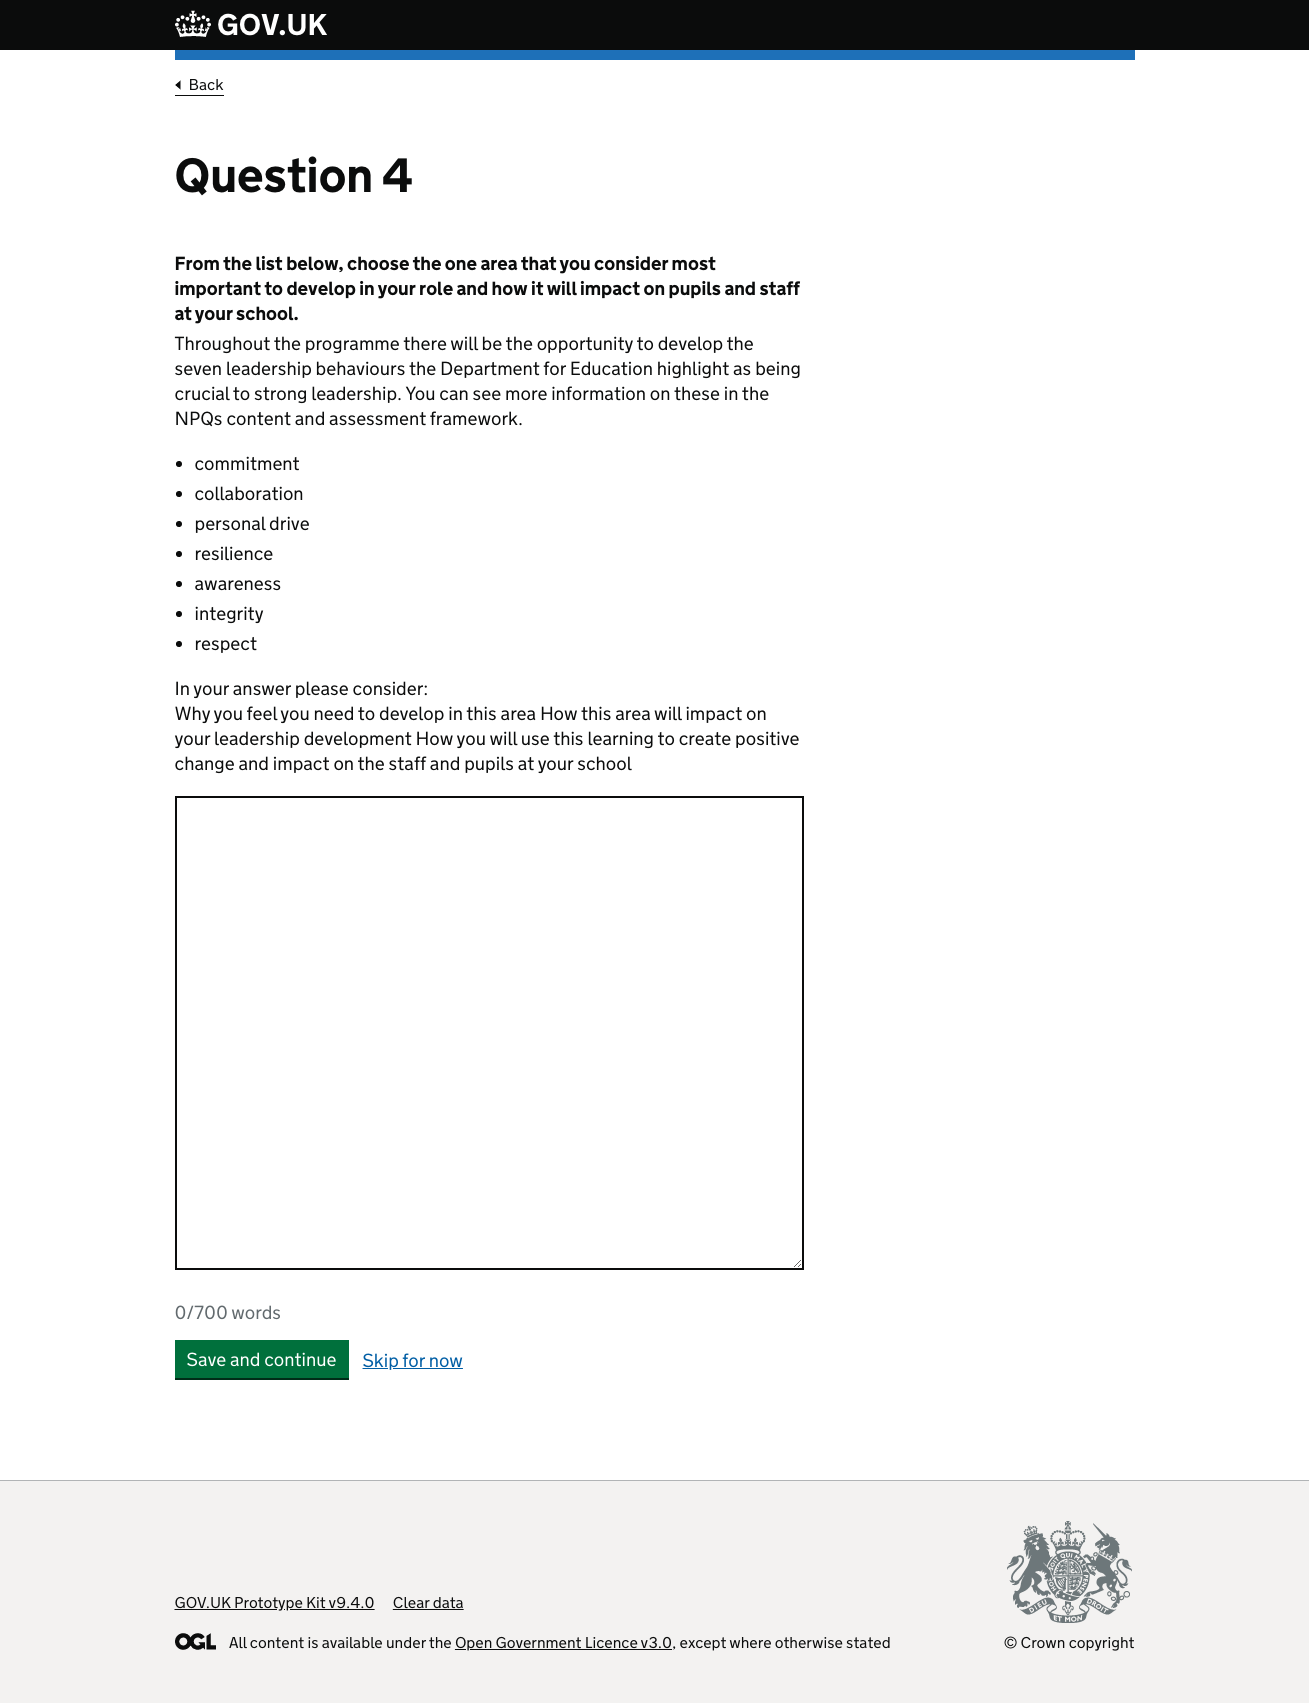 GOV.UK
Back
Question 4
From the list below, choose the one area that you consider most
important to develop in your role and how it will impact on pupils and staff
at your school.
Throughout the programme there will be the opportunity to develop the
seven leadership behaviours the Department for Education highlight as being
crucial to strong leadership. You can see more information on these in the
NPQs content and assessment framework.
• commitment
• collaboration
• personal drive
• resilience
• awareness
• integrity
• respect
In your answer please consider:
Why you feel you need to develop in this area How this area will impact on
your leadership development How you will use this learning to create positive
change and impact on the staff and pupils at your school
0/700 words
Save and continue Skip for now
GOV.UK Prototype Kit v9.4.0 Clear data
OGL All content is available under the Open Government Licence v3.0, except where otherwise stated
© Crown copyright